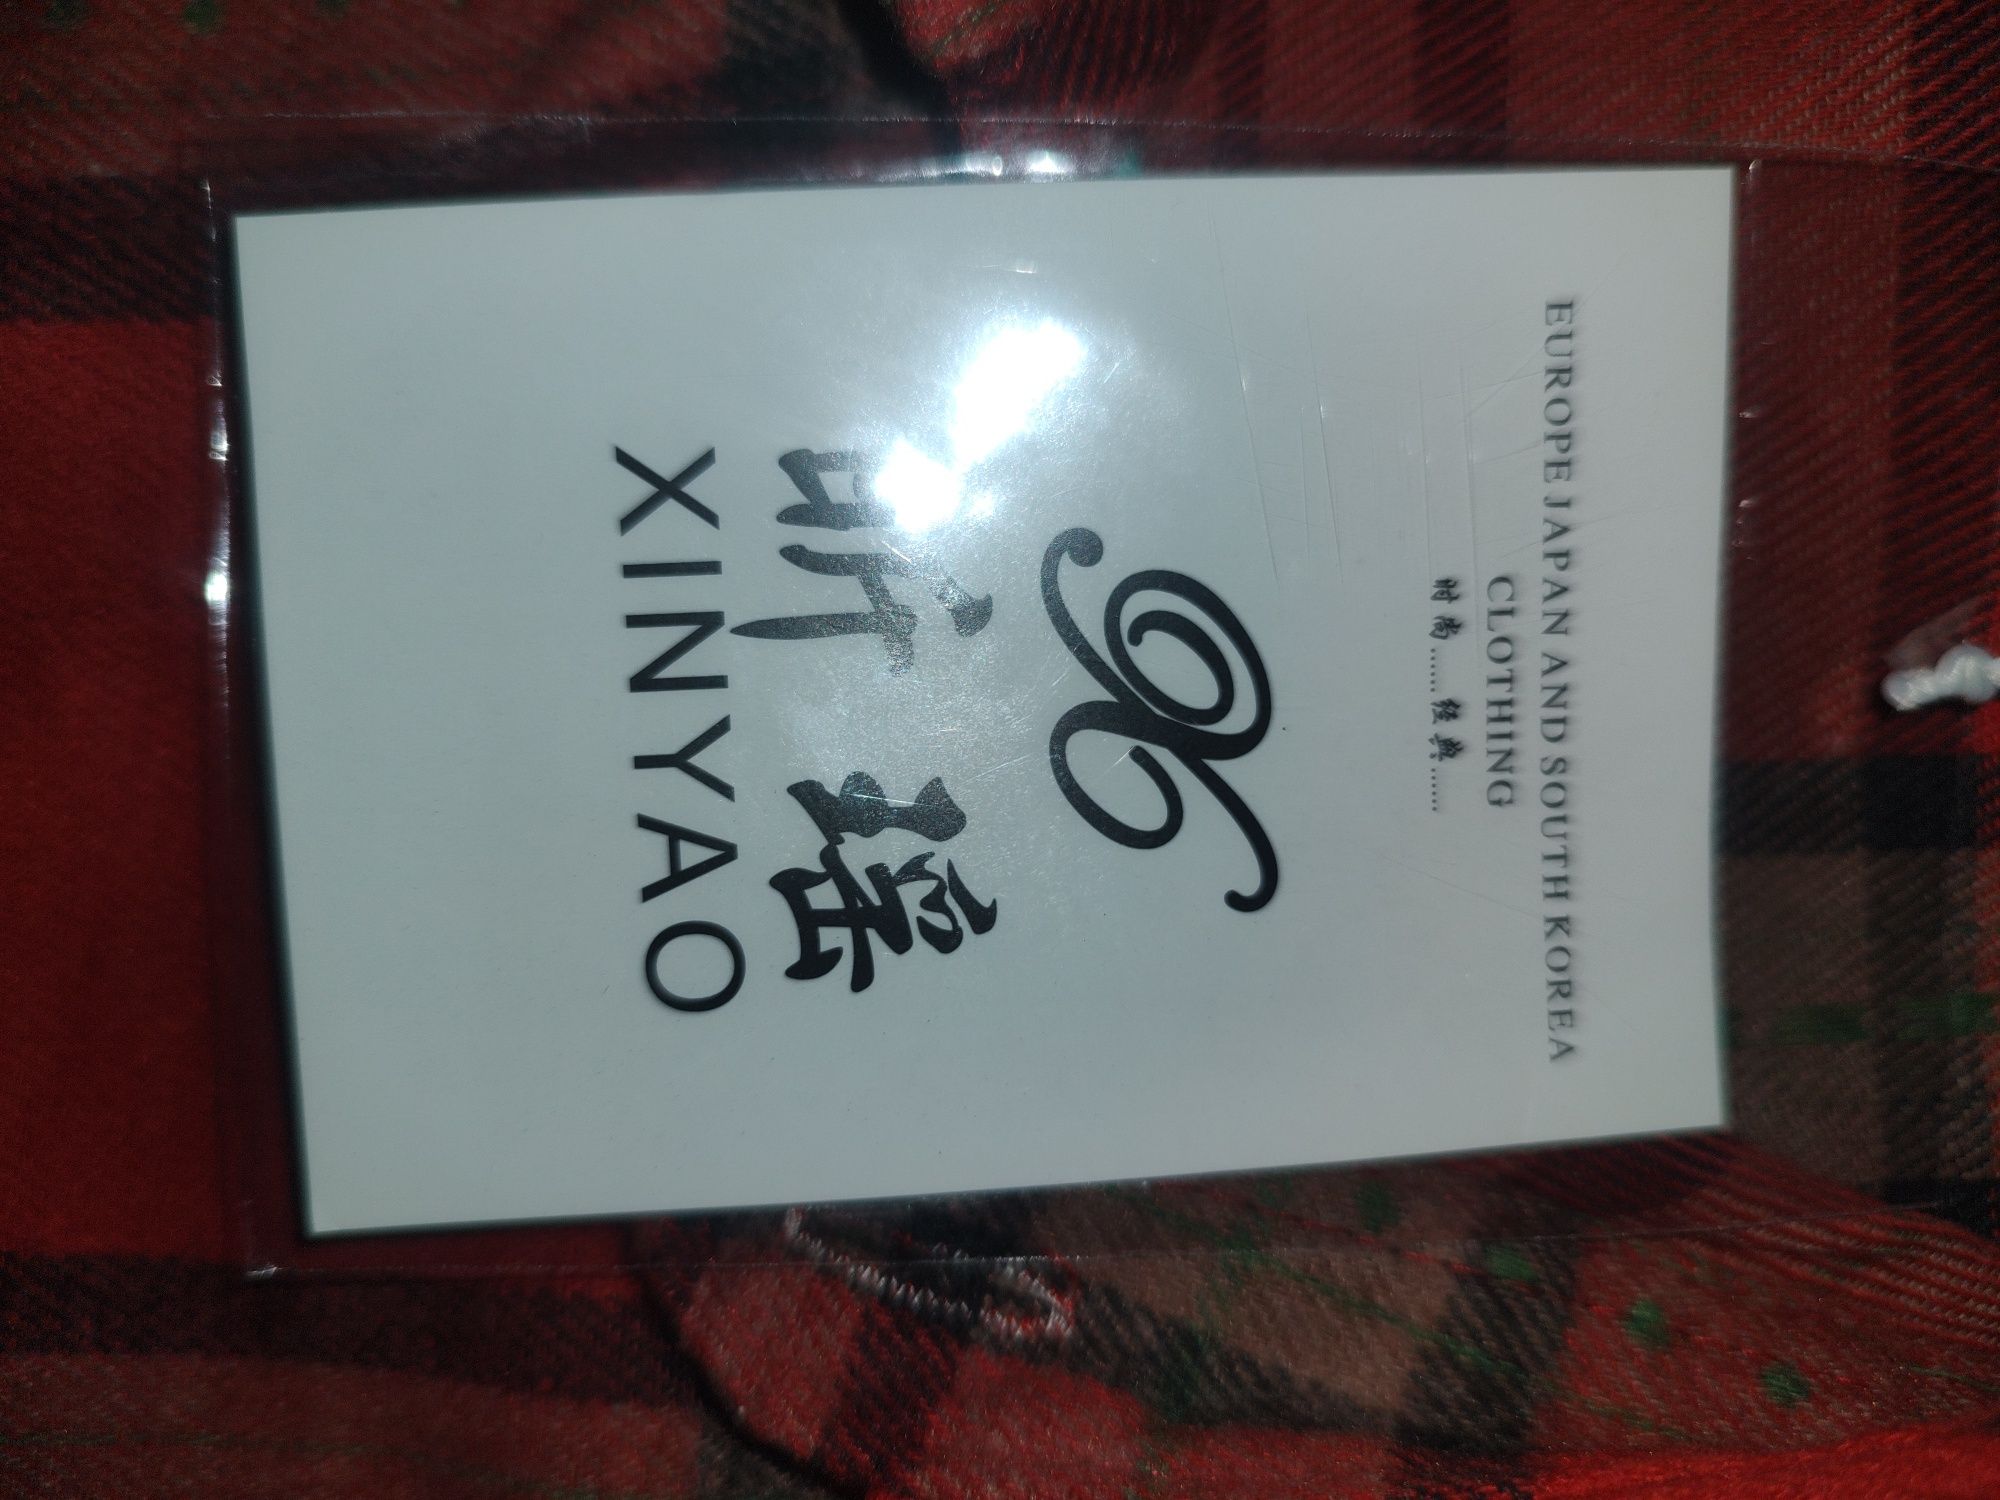 EUROPE JAPAN AND SOUTH KOREA
CLOTHING
时尚......经典......
昕瑶
XINYAO